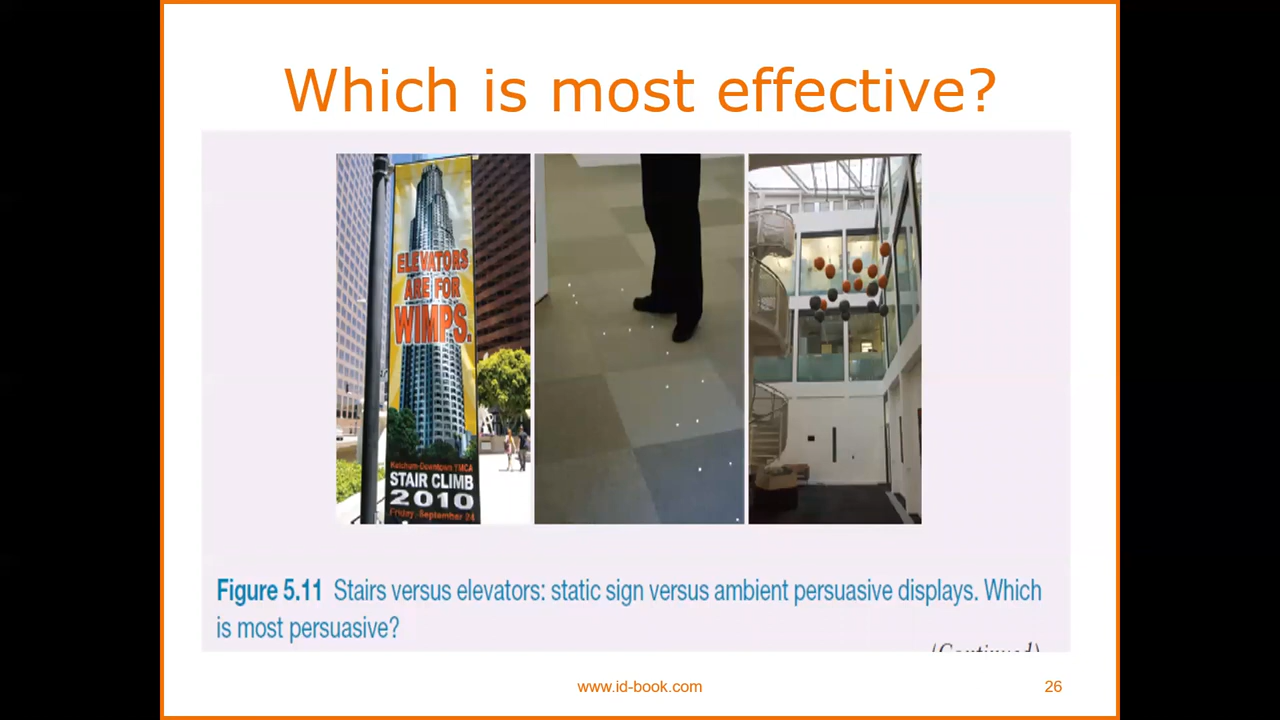 Which is most effective?
ELEVATORS
ARE FOR
WIMPS.
Ketchum-Downtown YMCA
STAIR CLIMB
2010
Friday, September 24
Figure 5.11 Stairs versus elevators: static sign versus ambient persuasive displays. Which
is most persuasive?
(Continued)
www.id-book.com
26